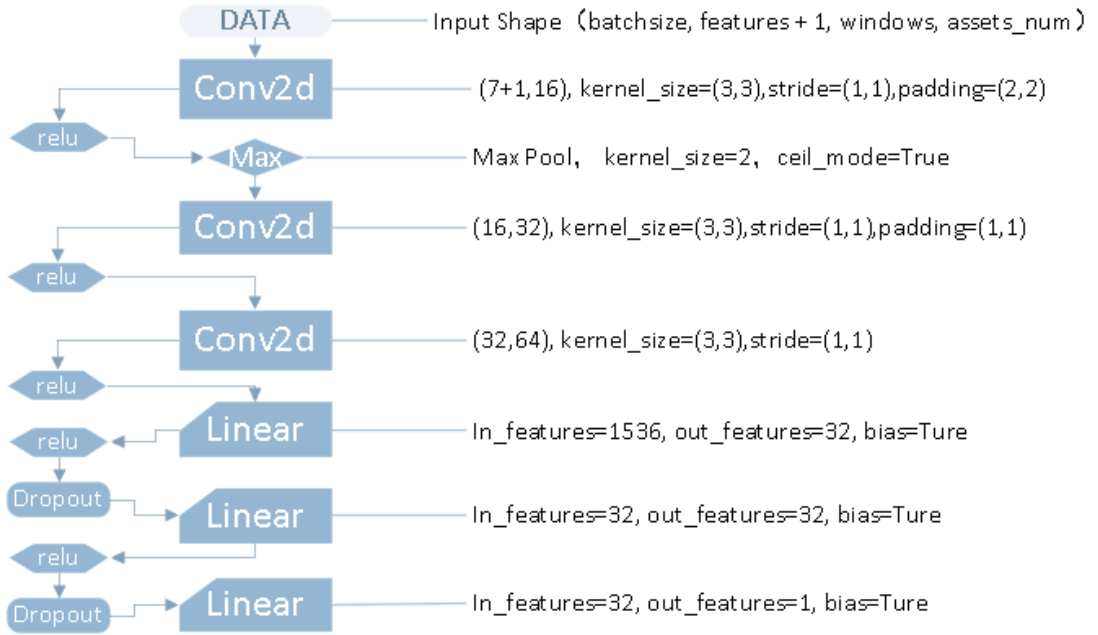 DATA
Input Shape（batchsize, features + 1, windows, assets_num）
Conv2d
(7+1,16), kernel_size=(3,3),stride=(1,1),padding=(2,2)
relu
Max
Max Pool， kernel_size=2，ceil_mode=True
Conv2d
(16,32), kernel_size=(3,3),stride=(1,1),padding=(1,1)
relu
Conv2d
(32,64), kernel_size=(3,3),stride=(1,1)
relu
Linear
In_features=1536, out_features=32, bias=Ture
relu
Dropout
Linear
In_features=32, out_features=32, bias=Ture
relu
Dropout
Linear
In_features=32, out_features=1, bias=Ture